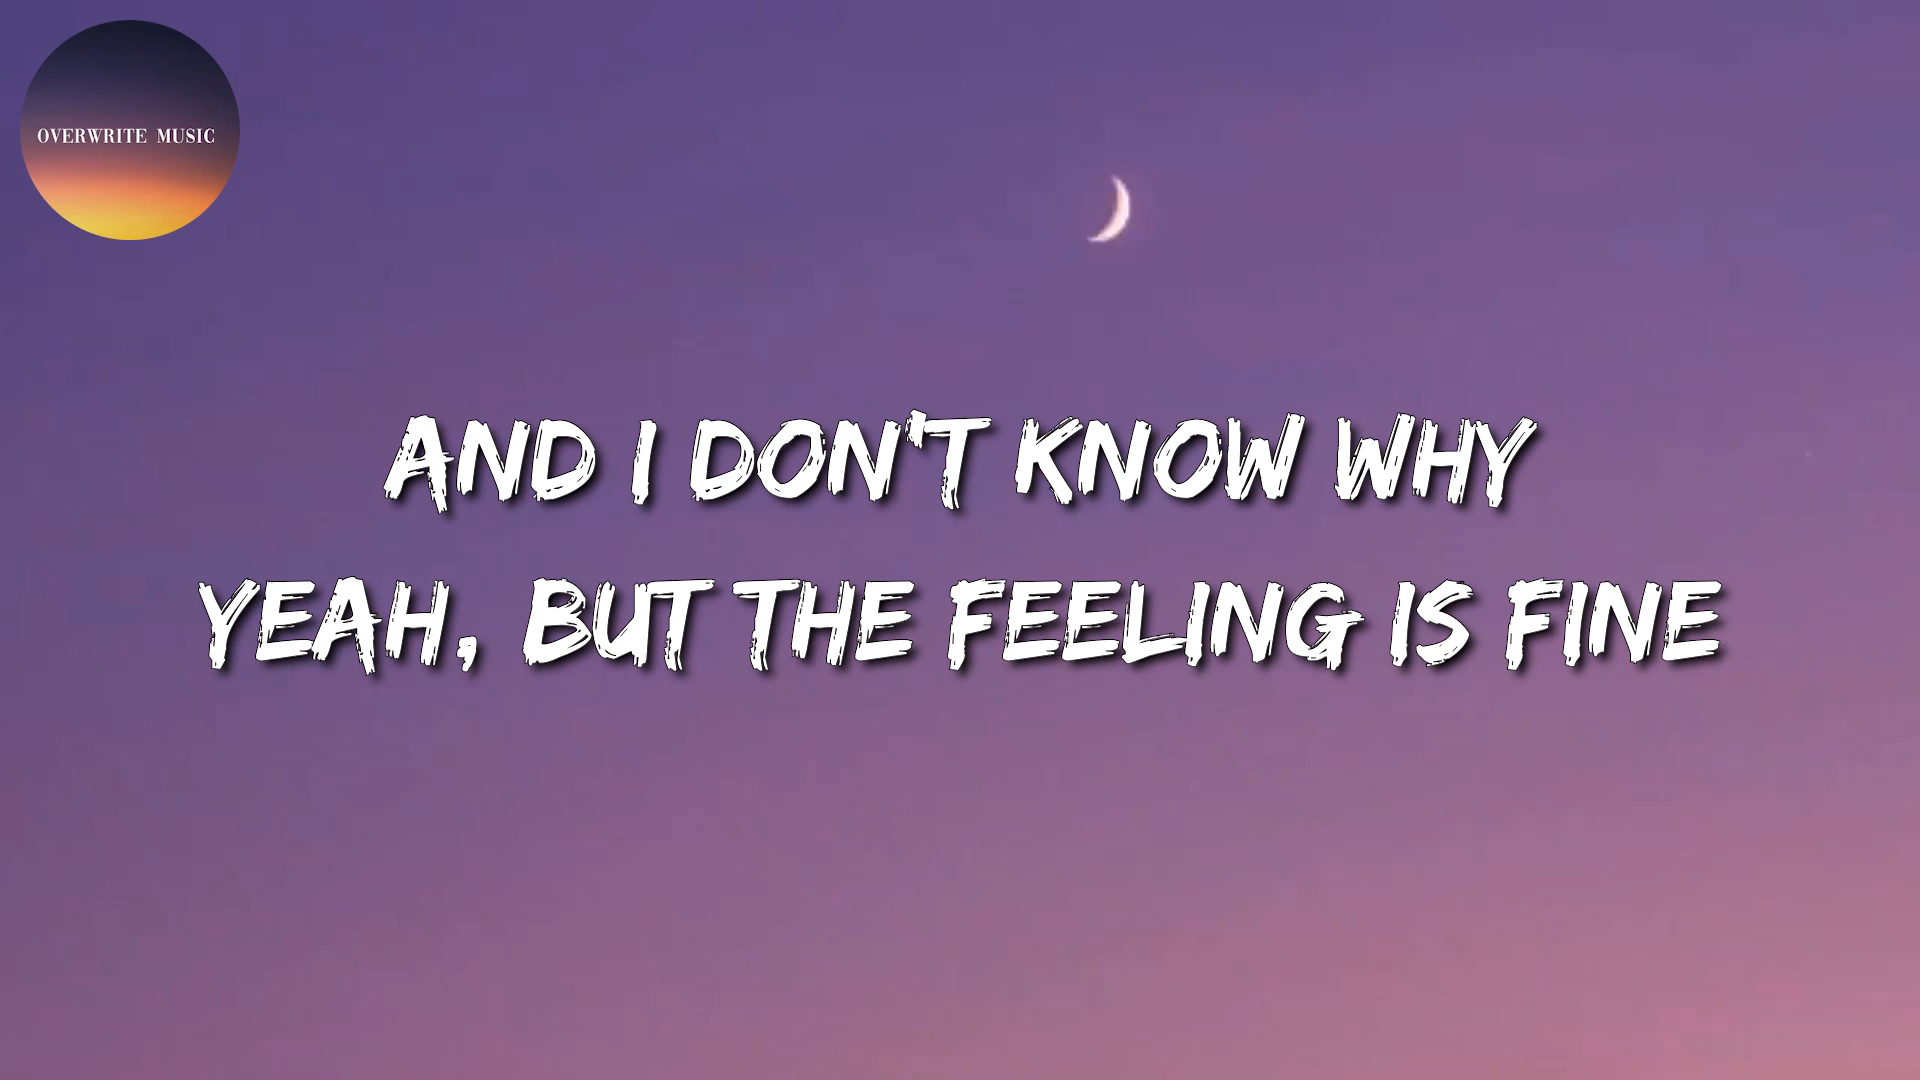 OVERWRITE MUSIC
AND I DON'T KNOW WHY
YEAH, BUT THE FEELING IS FINE